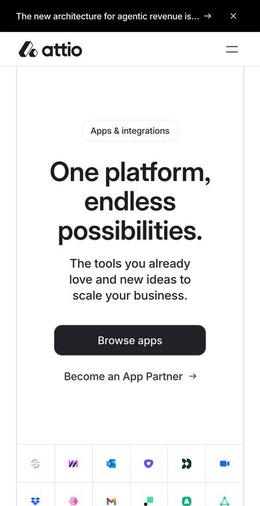 The new architecture for agentic revenue is...
attio
Apps & integrations
One platform,
endless
possibilities.
The tools you already
love and new ideas to
scale your business.
Browse apps
Become an App Partner